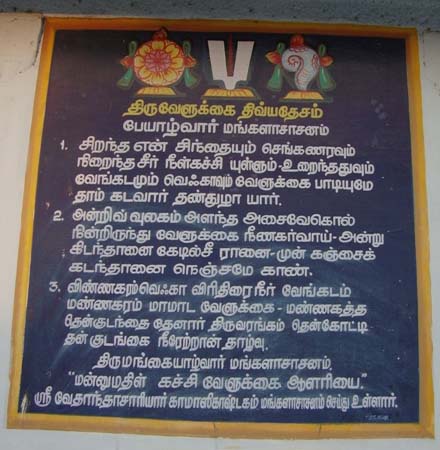 திருவேளுக்கை திவ்யதேசம்
பேயாழ்வார் மங்களாசாசனம்
1. சிறந்த என் சிந்தையும் செங்கணரவும்
நிறைந்த சீர் நீள்கச்சி யுள்ளும்-உறைந்ததுவும்
வேங்கடமும் வெஃகாவும் வேளுக்கை பாடியுமே
தாம் கடவார் தண்துழா யார்.
2. அன்றிவ் வுலகம் அளந்த அசைவேகொல்
நின்றிருந்து வேளுக்கை நீணகர்வாய்-அன்று
கிடந்தானை கேடில்சீ ரானை-முன் கஞ்சைக்
கடந்தானை நெஞ்சமே காண்.
3. விண்ணகரம் வெஃகா விரிதிரை நீர் வேங்கடம்
மண்ணகரம் மாமாட வேளுக்கை - மண்ணகத்த
தென்குடந்தை தேனார் திருவரங்கம் தென்கோட்டி
தன் குடங்கை நீரேற்றான் தாழ்வு.
திருமங்கையாழ்வார் மங்களாசாசனம்
"மன்னுமதிள் கச்சி வேளுக்கை ஆளரியை."
ஸ்ரீ வேதாந்தாசாரியார் காமாஸிகாஷ்டகம் மங்களாசாசனம் செய்து உள்ளார்.